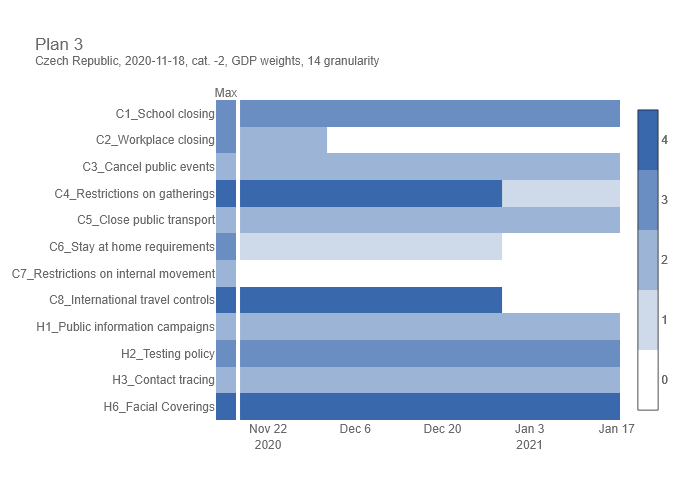 Plan 3
Czech Republic, 2020-11-18, cat. -2, GDP weights, 14 granularity
Max
C1_School closing
C2_Workplace closing
C3_Cancel public events
C4_Restrictions on gatherings
C5_Close public transport
C6_Stay at home requirements
C7_Restrictions on internal movement
C8_International travel controls
H1_Public information campaigns
H2_Testing policy
H3_Contact tracing
H6_Facial Coverings
Nov 22 Dec 6 Dec 20 Jan 3 Jan 17
2020 2021
4
3
2
1
0